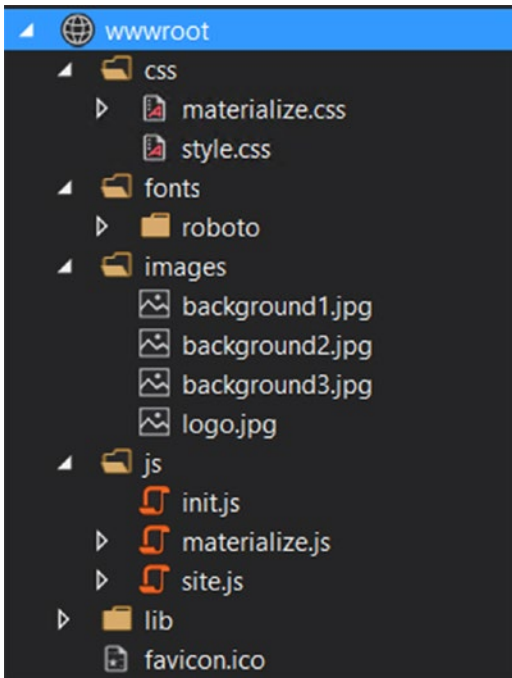 wwwroot
css
materialize.css
style.css
fonts
roboto
images
background1.jpg
background2.jpg
background3.jpg
logo.jpg
js
init.js
materialize.js
site.js
lib
favicon.ico